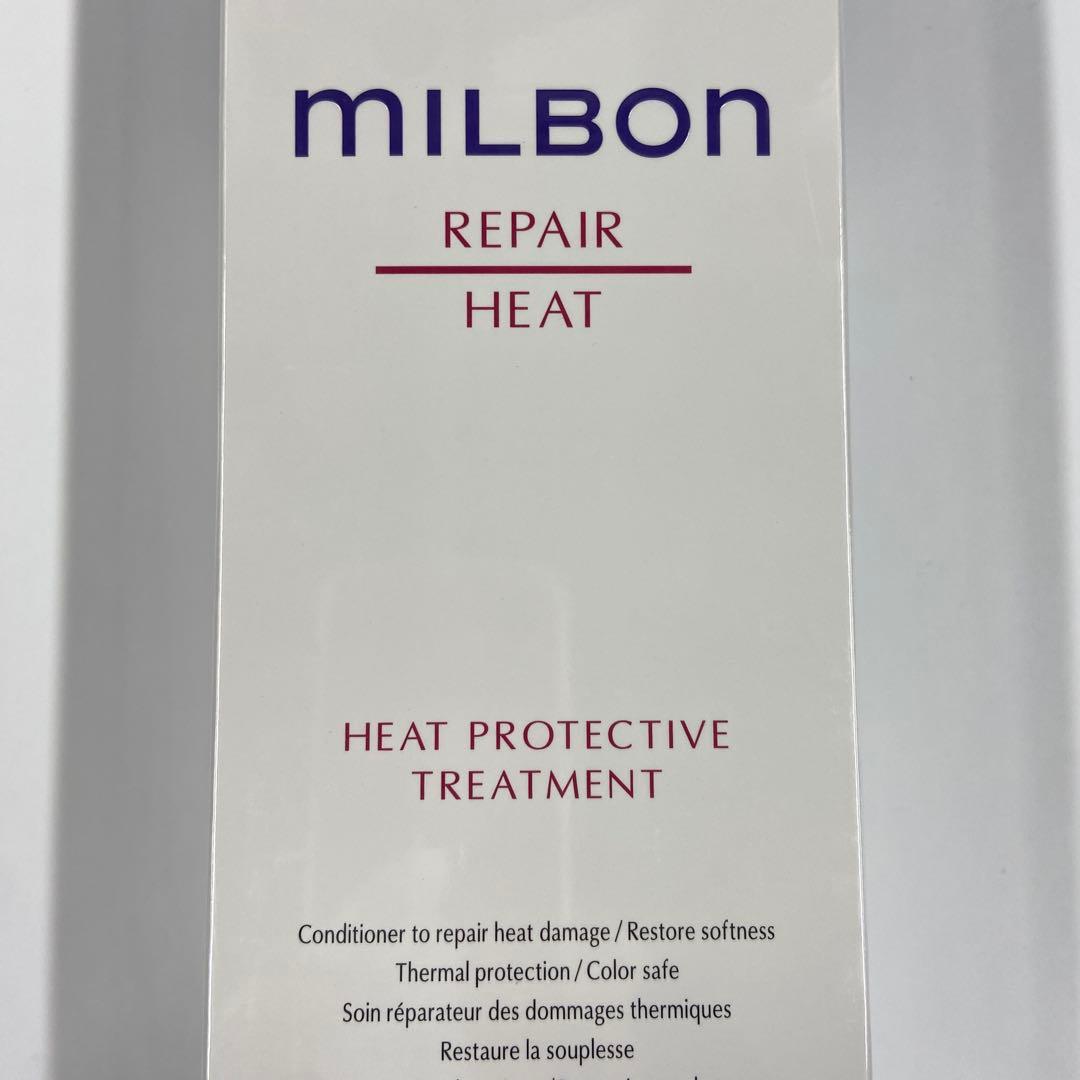 mILBOn
REPAIR
HEAT
HEAT PROTECTIVE
TREATMENT
Conditioner to repair heat damage / Restore softness
Thermal protection / Color safe
Soin réparateur des dommages thermiques
Restaure la souplesse